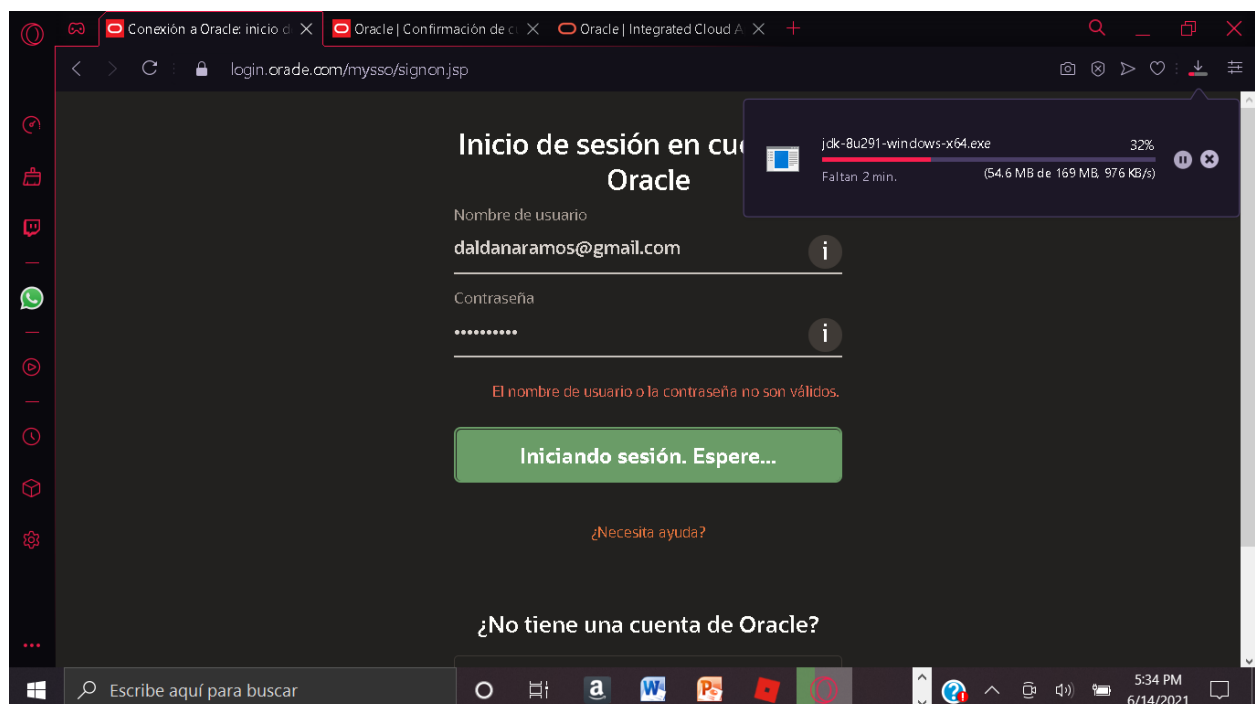 Conexión a Oracle: inicio d
Oracle | Confirmación de cu
Oracle | Integrated Cloud A
login.oracle.com/mysso/signon.jsp
jdk-8u291-windows-x64.exe
32%
Faltan 2 min.
(54.6 MB de 169 MB, 976 KB/s)
Inicio de sesión en cue
Oracle
Nombre de usuario
daldanaramos@gmail.com
i
Contraseña
••••••••••
i
El nombre de usuario o la contraseña no son válidos.
Iniciando sesión. Espere...
¿Necesita ayuda?
¿No tiene una cuenta de Oracle?
Escribe aquí para buscar
5:34 PM
6/14/2021